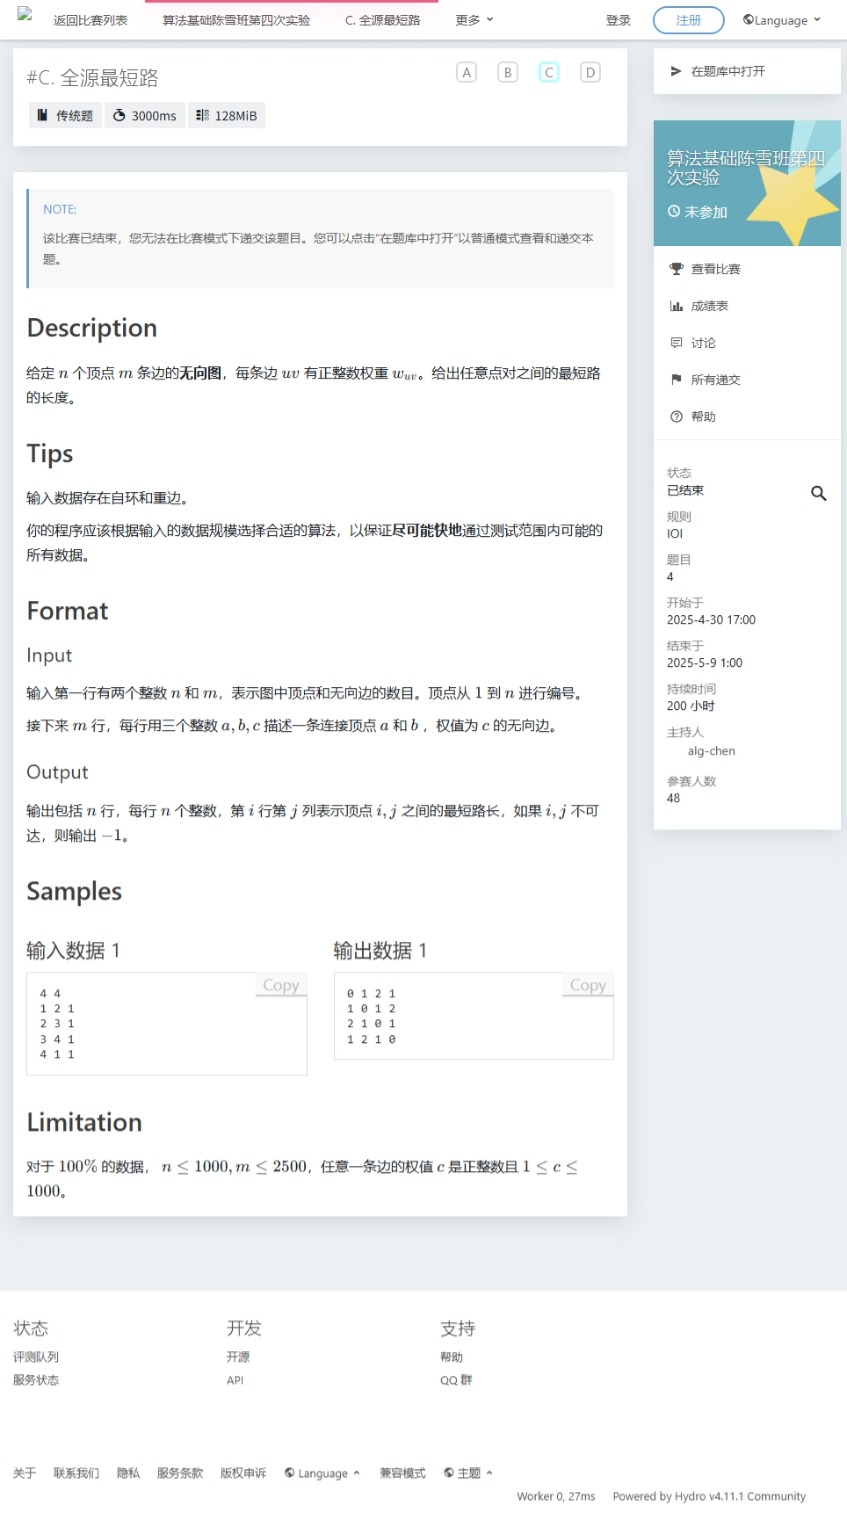 返回比赛列表 算法基础陈雪班第四次实验 C. 全源最短路 更多 登录 注册 Language
#C. 全源最短路
A B C D
传统题 3000ms 128MiB
NOTE:
该比赛已结束，您无法在比赛模式下递交该题目。您可以点击“在题库中打开”以普通模式查看和递交本
题。
Description
给定 n 个顶点 m 条边的无向图，每条边 uv 有正整数权重 w_{uv}。给出任意点对之间的最短路
的长度。
Tips
输入数据存在自环和重边。
你的程序应该根据输入的数据规模选择合适的算法，以保证尽可能快地通过测试范围内可能的
所有数据。
Format
Input
输入第一行有两个整数 n 和 m，表示图中顶点和无向边的数目。顶点从 1 到 n 进行编号。
接下来 m 行，每行用三个整数 a, b, c 描述一条连接顶点 a 和 b ，权值为 c 的无向边。
Output
输出包括 n 行，每行 n 个整数，第 i 行第 j 列表示顶点 i, j 之间的最短路长，如果 i, j 不可
达，则输出 −1。
Samples
输入数据 1
Copy
4 4
1 2 1
2 3 1
3 4 1
4 1 1
输出数据 1
Copy
0 1 2 1
1 0 1 2
2 1 0 1
1 2 1 0
Limitation
对于 100% 的数据， n ≤ 1000, m ≤ 2500，任意一条边的权值 c 是正整数且 1 ≤ c ≤
1000。
在题库中打开
算法基础陈雪班第四
次实验
未参加
查看比赛
成绩表
讨论
所有递交
帮助
状态
已结束
规则
IOI
题目
4
开始于
2025-4-30 17:00
结束于
2025-5-9 1:00
持续时间
200 小时
主持人
alg-chen
参赛人数
48
状态
评测队列
服务状态
开发
开源
API
支持
帮助
QQ 群
关于 联系我们 隐私 服务条款 版权申诉 Language 兼容模式 主题
Worker 0, 27ms Powered by Hydro v4.11.1 Community